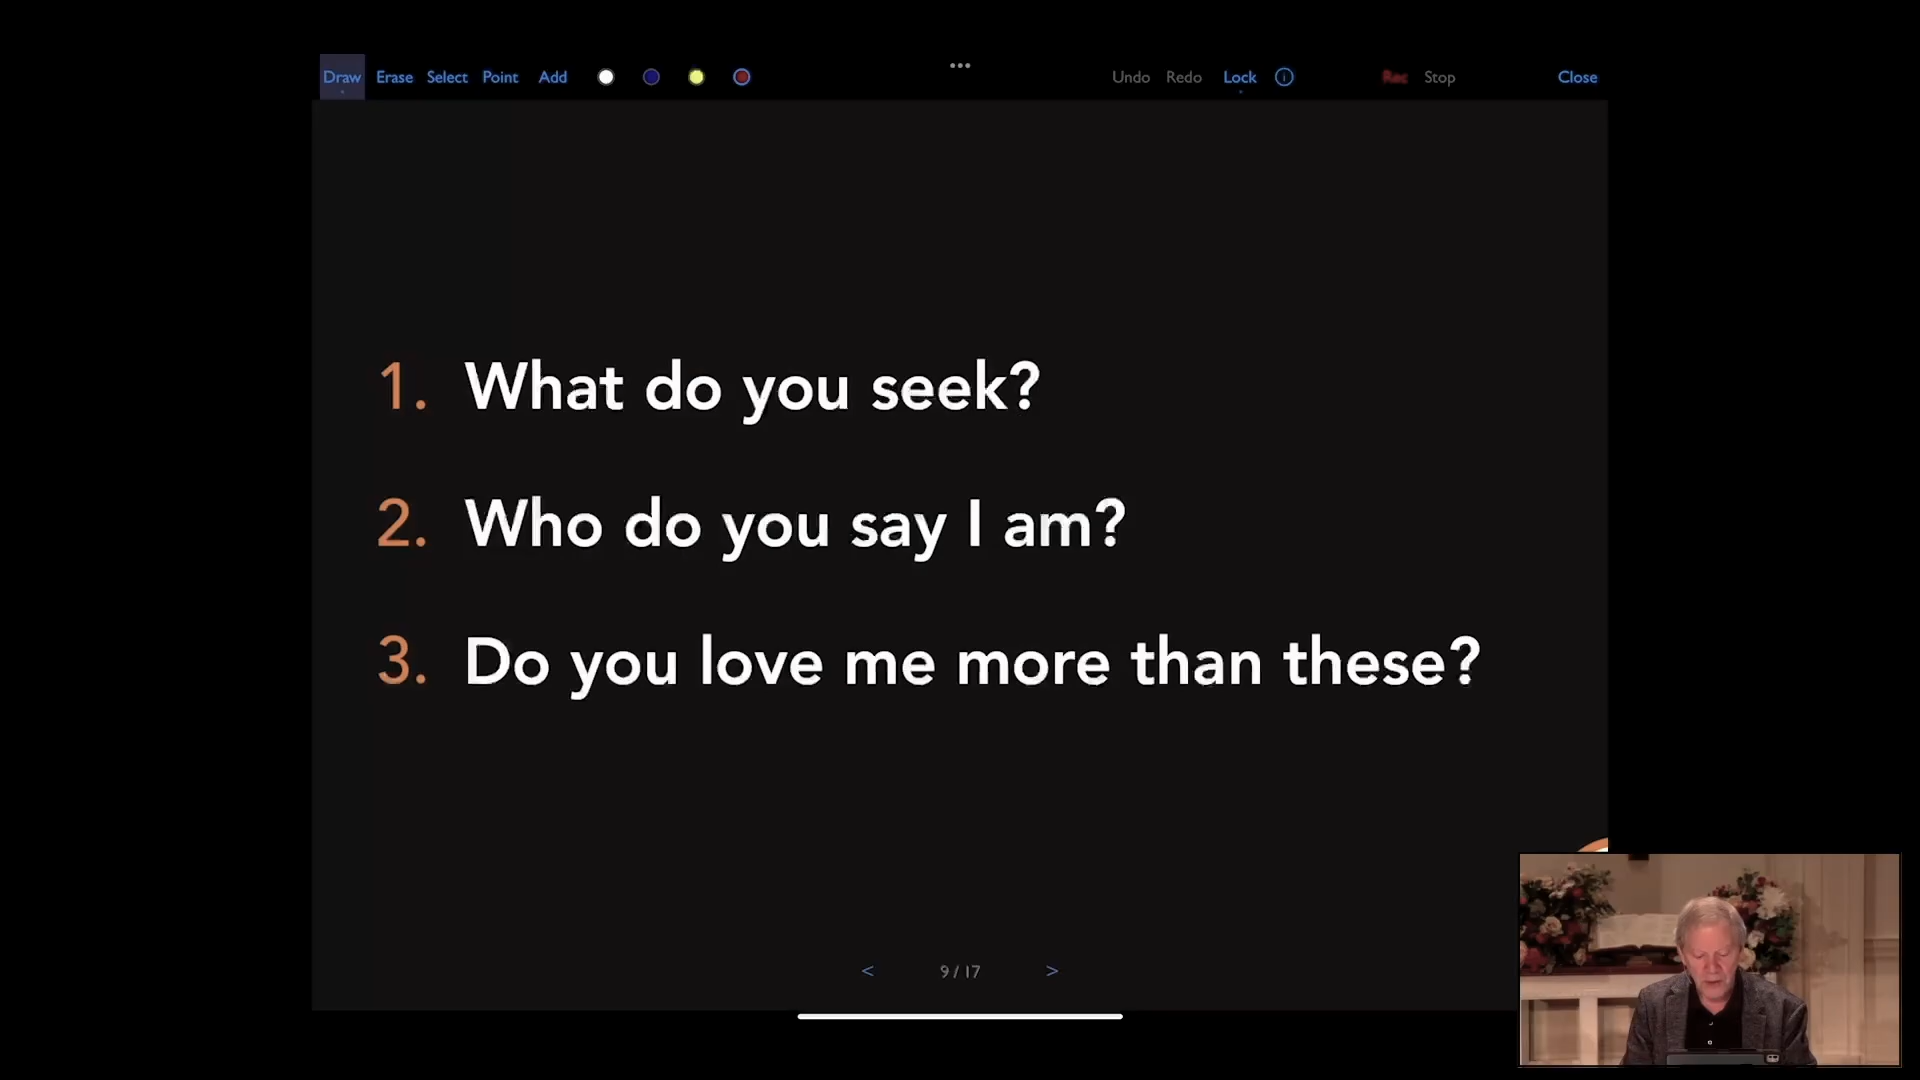 Draw Erase Select Point Add ... Undo Redo Lock i Rec Stop Close
1. What do you seek?
2. Who do you say I am?
3. Do you love me more than these?
< 9 / 17 >